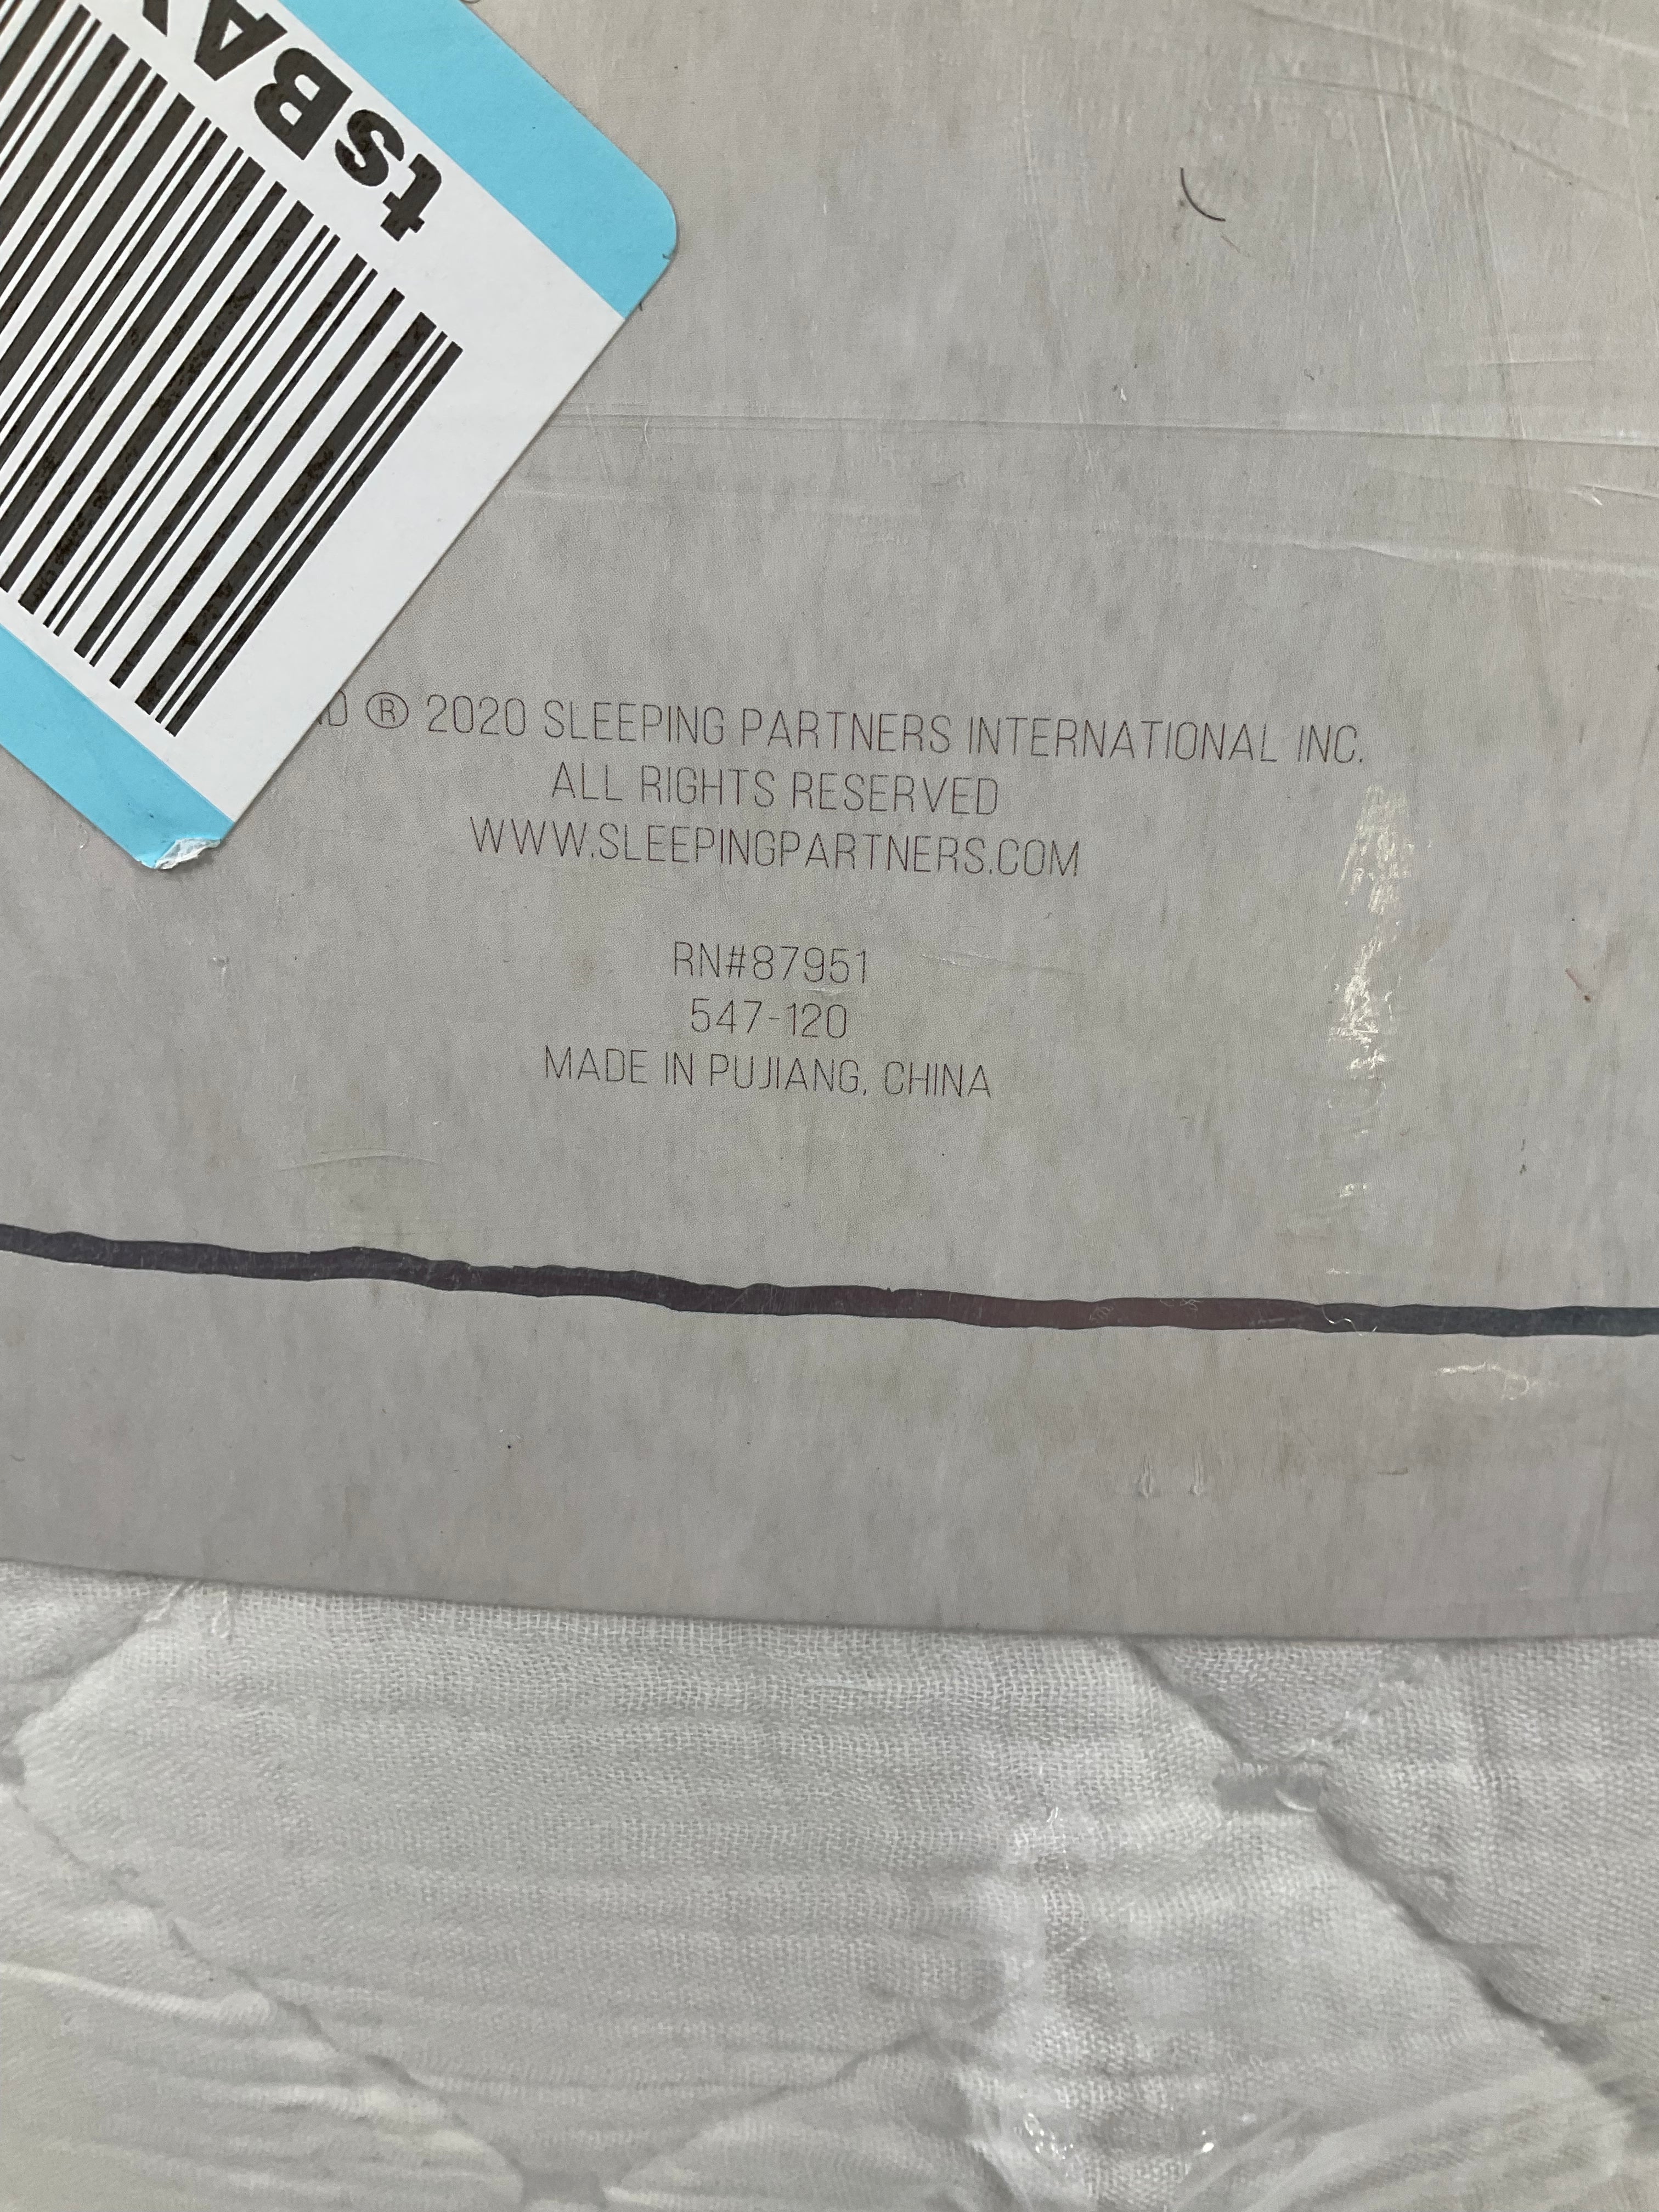 tsBA
® 2020 SLEEPING PARTNERS INTERNATIONAL INC.
ALL RIGHTS RESERVED
WWW.SLEEPINGPARTNERS.COM
RN#87951
547-120
MADE IN PUJIANG, CHINA